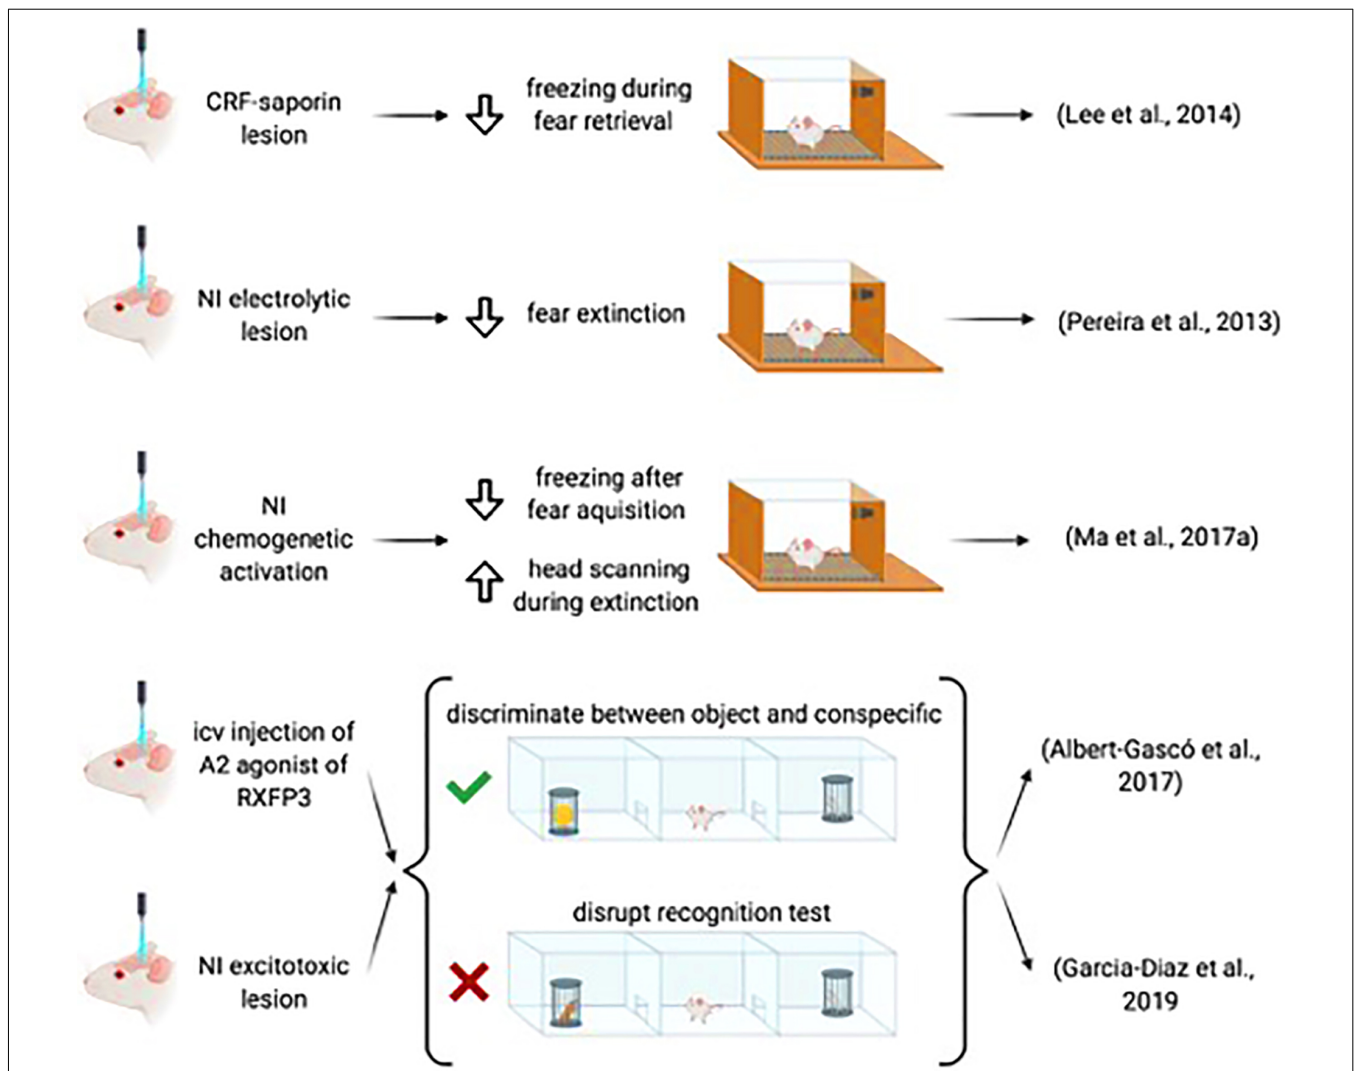 CRF-saporin
lesion
freezing during
fear retrieval
(Lee et al., 2014)
NI electrolytic
lesion
fear extinction
(Pereira et al., 2013)
NI
chemogenetic
activation
freezing after
fear aquisition
head scanning
during extinction
(Ma et al., 2017a)
icv injection of
A2 agonist of
RXFP3
discriminate between object and conspecific
(Albert-Gascó et al.,
2017)
NI excitotoxic
lesion
disrupt recognition test
(Garcia-Diaz et al.,
2019